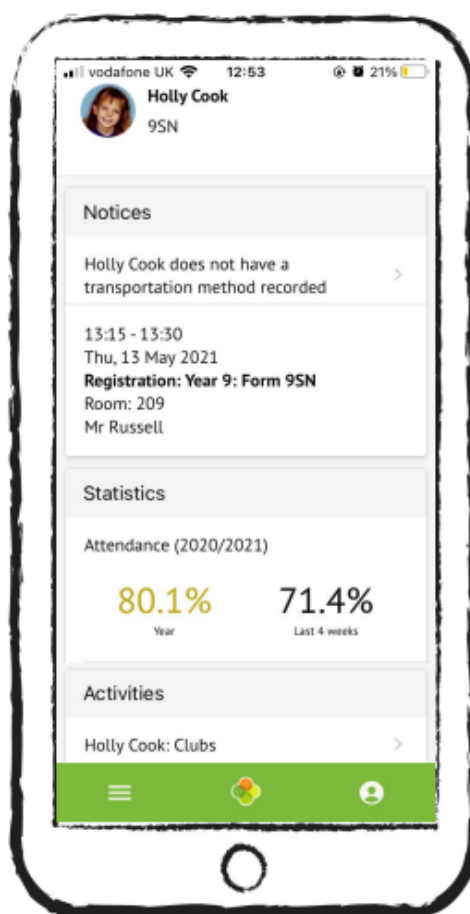 vodafone UK 12:53 21%
Holly Cook
9SN
Notices
Holly Cook does not have a
transportation method recorded
13:15 - 13:30
Thu, 13 May 2021
Registration: Year 9: Form 9SN
Room: 209
Mr Russell
Statistics
Attendance (2020/2021)
80.1% 71.4%
Year Last 4 weeks
Activities
Holly Cook: Clubs